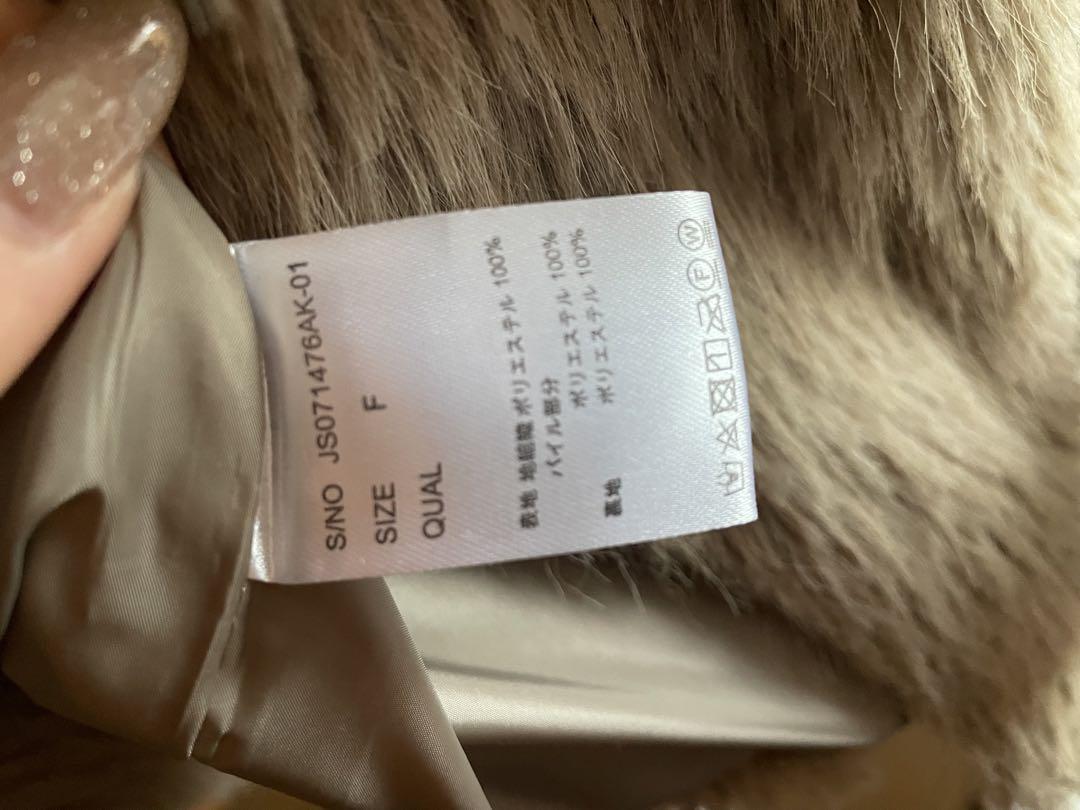 S/NO JS071476AK-01
SIZE F
QUAL
表地 地組織 ポリエステル 100%
パイル部分
ポリエステル 100%
ポリエステル 100%
裏地
F W